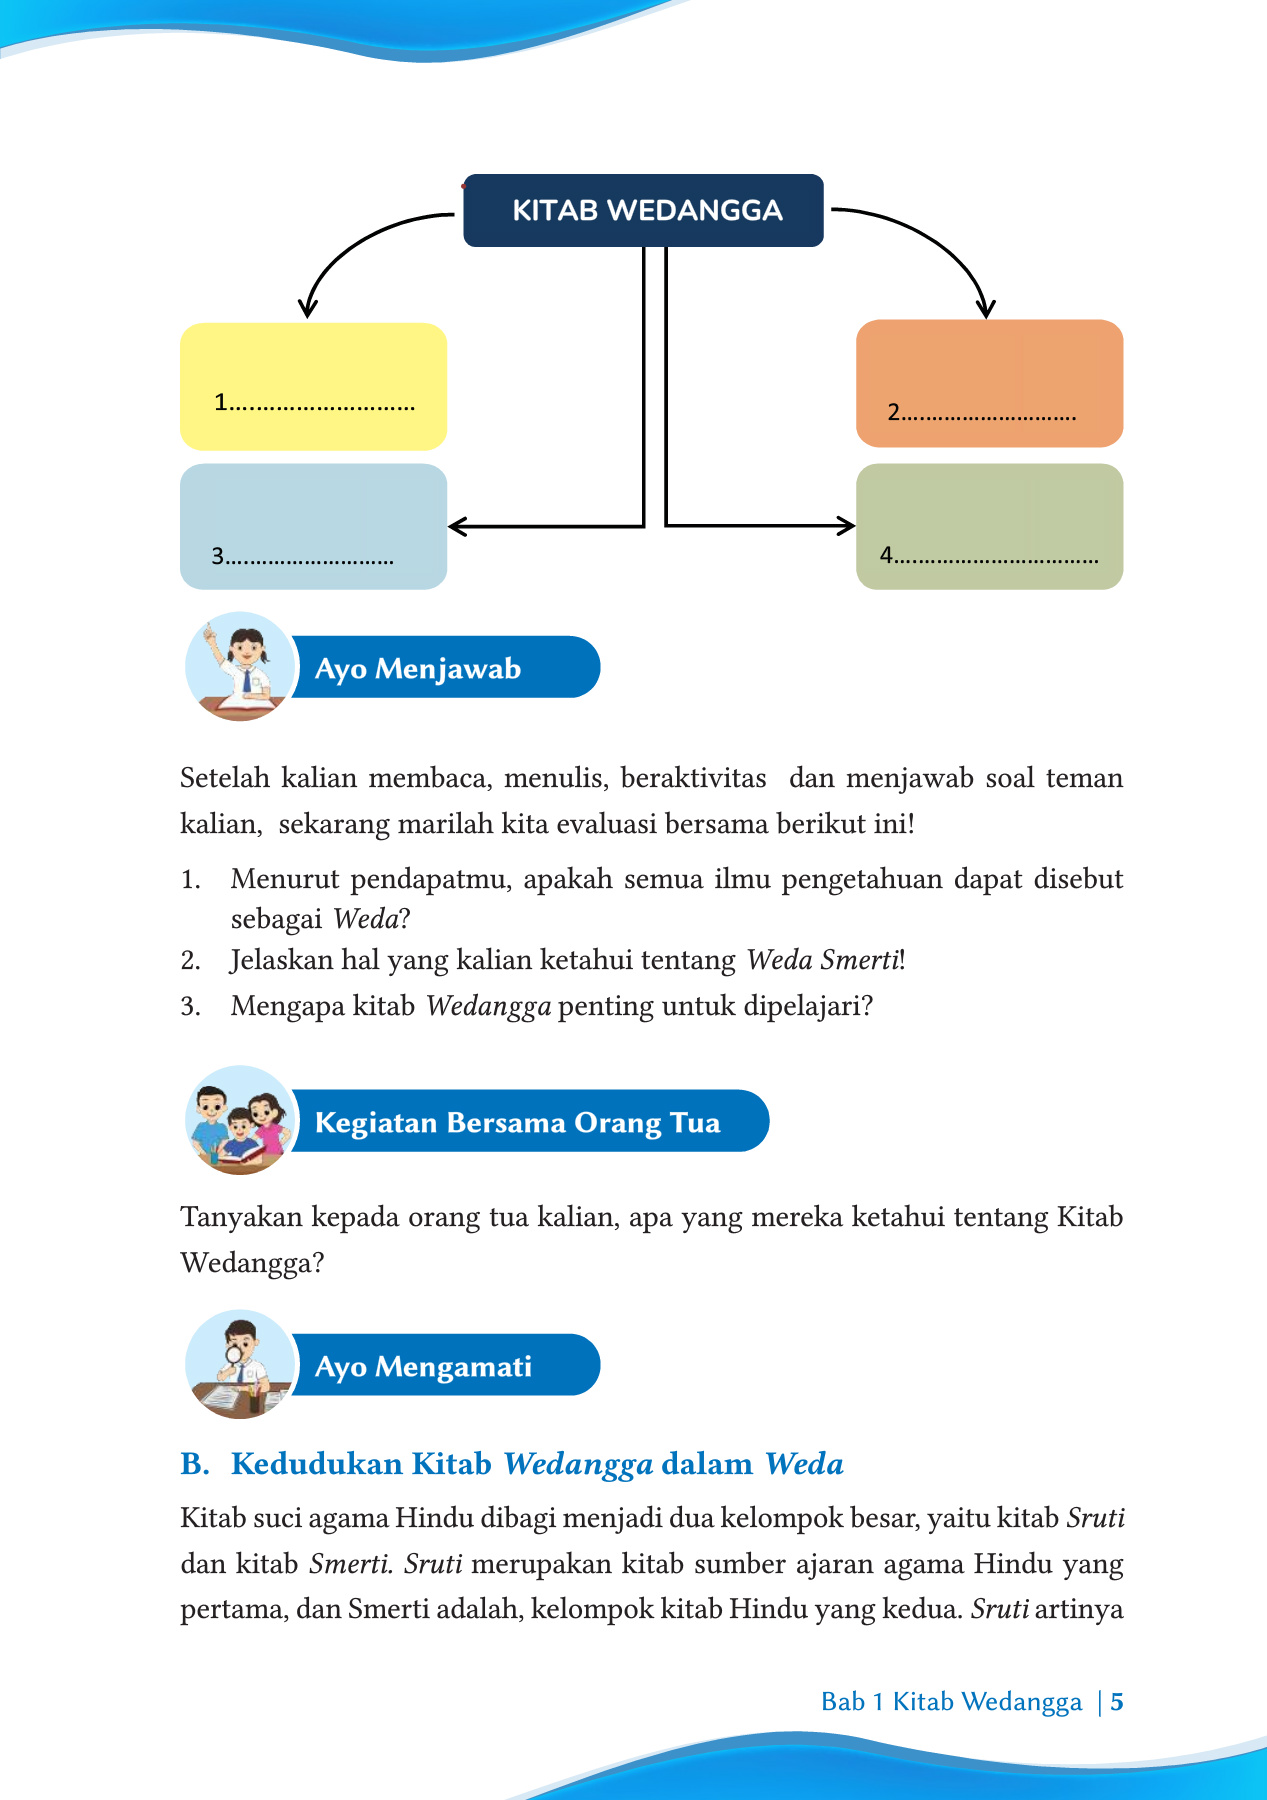 KITAB WEDANGGA
1..............................
2............................
3............................
4.................................
Ayo Menjawab
Setelah kalian membaca, menulis, beraktivitas dan menjawab soal teman
kalian, sekarang marilah kita evaluasi bersama berikut ini!
1. Menurut pendapatmu, apakah semua ilmu pengetahuan dapat disebut
sebagai Weda?
2. Jelaskan hal yang kalian ketahui tentang Weda Smerti!
3. Mengapa kitab Wedangga penting untuk dipelajari?
Kegiatan Bersama Orang Tua
Tanyakan kepada orang tua kalian, apa yang mereka ketahui tentang Kitab
Wedangga?
Ayo Mengamati
B. Kedudukan Kitab Wedangga dalam Weda
Kitab suci agama Hindu dibagi menjadi dua kelompok besar, yaitu kitab Sruti
dan kitab Smerti. Sruti merupakan kitab sumber ajaran agama Hindu yang
pertama, dan Smerti adalah, kelompok kitab Hindu yang kedua. Sruti artinya
Bab 1 Kitab Wedangga | 5